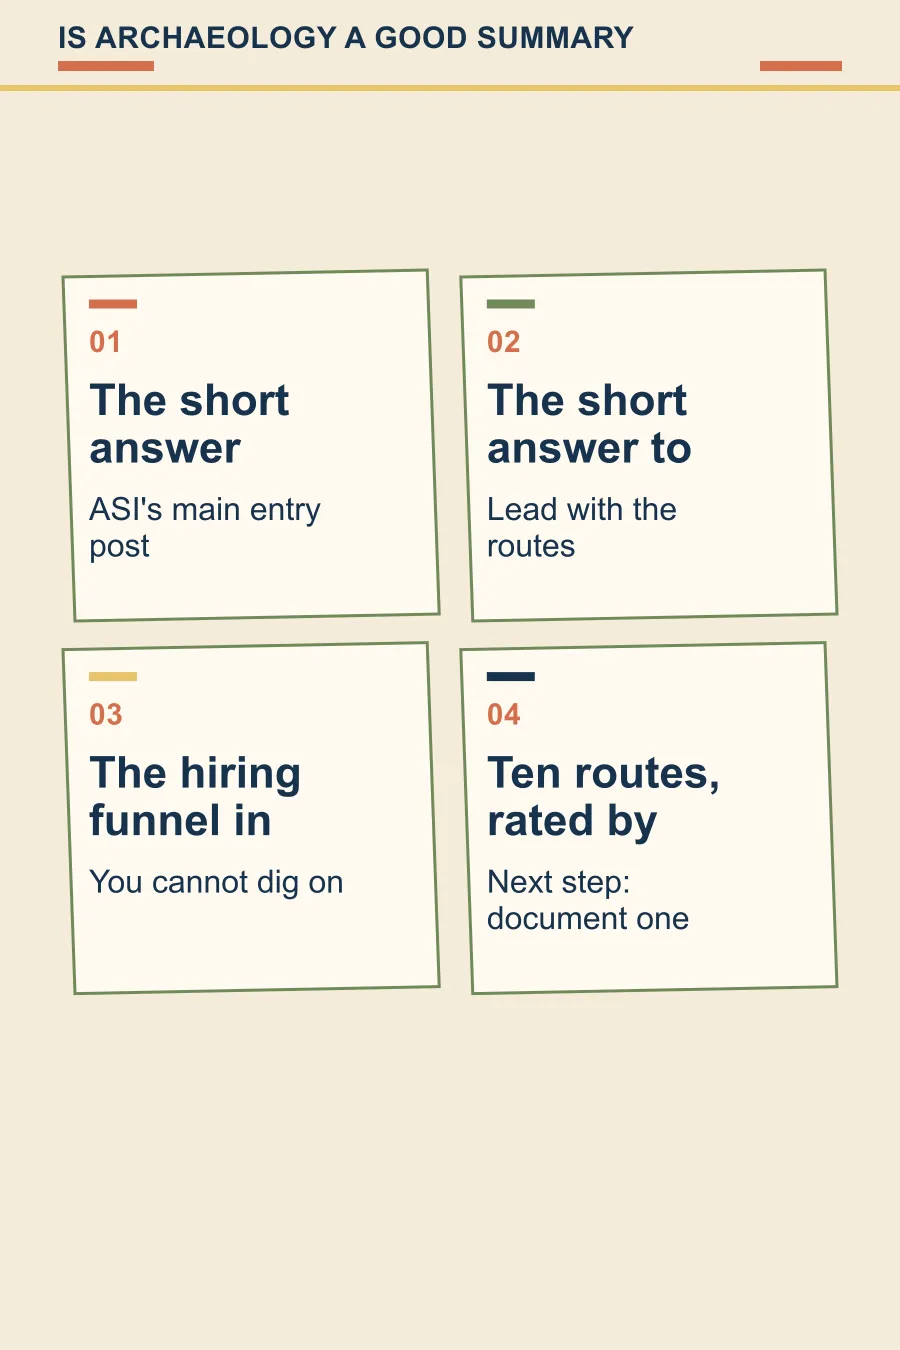 IS ARCHAEOLOGY A GOOD SUMMARY
01
The short
answer
ASI's main entry
post
02
The short
answer to
Lead with the
routes
03
The hiring
funnel in
You cannot dig on
04
Ten routes,
rated by
Next step:
document one